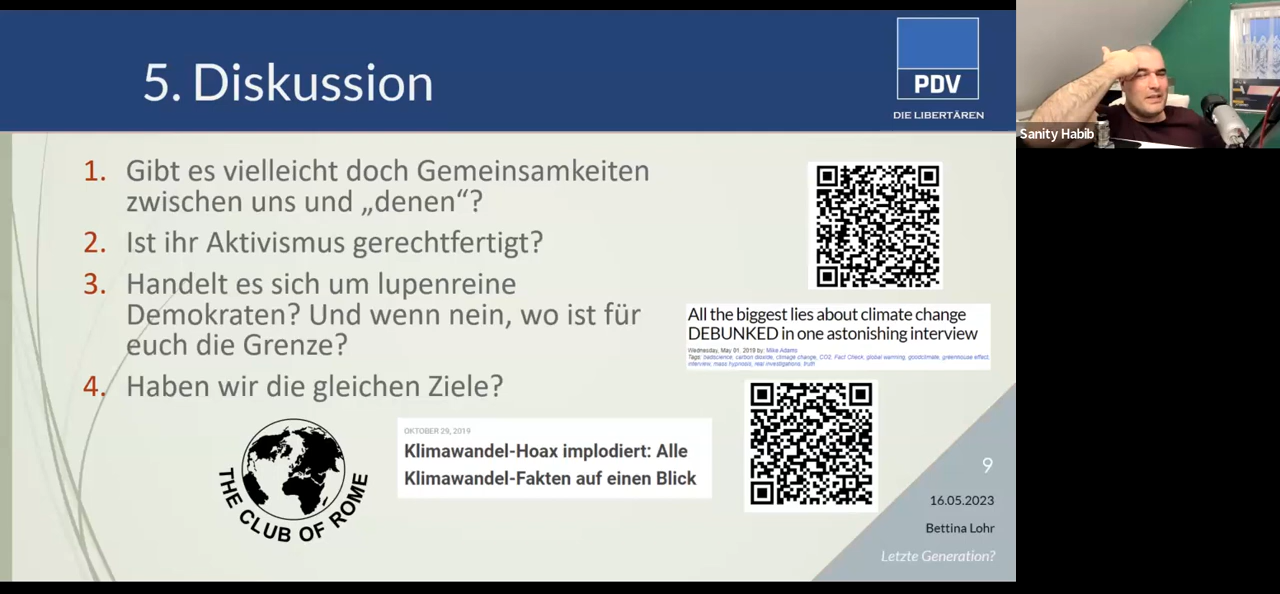 5. Diskussion
PDV
DIE LIBERTÄREN
Sanity Habib
1. Gibt es vielleicht doch Gemeinsamkeiten
zwischen uns und „denen“?
2. Ist ihr Aktivismus gerechtfertigt?
3. Handelt es sich um lupenreine
Demokraten? Und wenn nein, wo ist für
euch die Grenze?
4. Haben wir die gleichen Ziele?
All the biggest lies about climate change
DEBUNKED in one astonishing interview
Wednesday, May 01, 2019 by: Mike Adams
Tags: badscience, carbon dioxide, climage change, CO2, Fact Check, global warming, goodclimate, greenhouse effect,
interview, mass hypnosis, real investigations, truth
THE CLUB OF ROME
OKTOBER 29, 2019
Klimawandel-Hoax implodiert: Alle
Klimawandel-Fakten auf einen Blick
9
16.05.2023
Bettina Lohr
Letzte Generation?